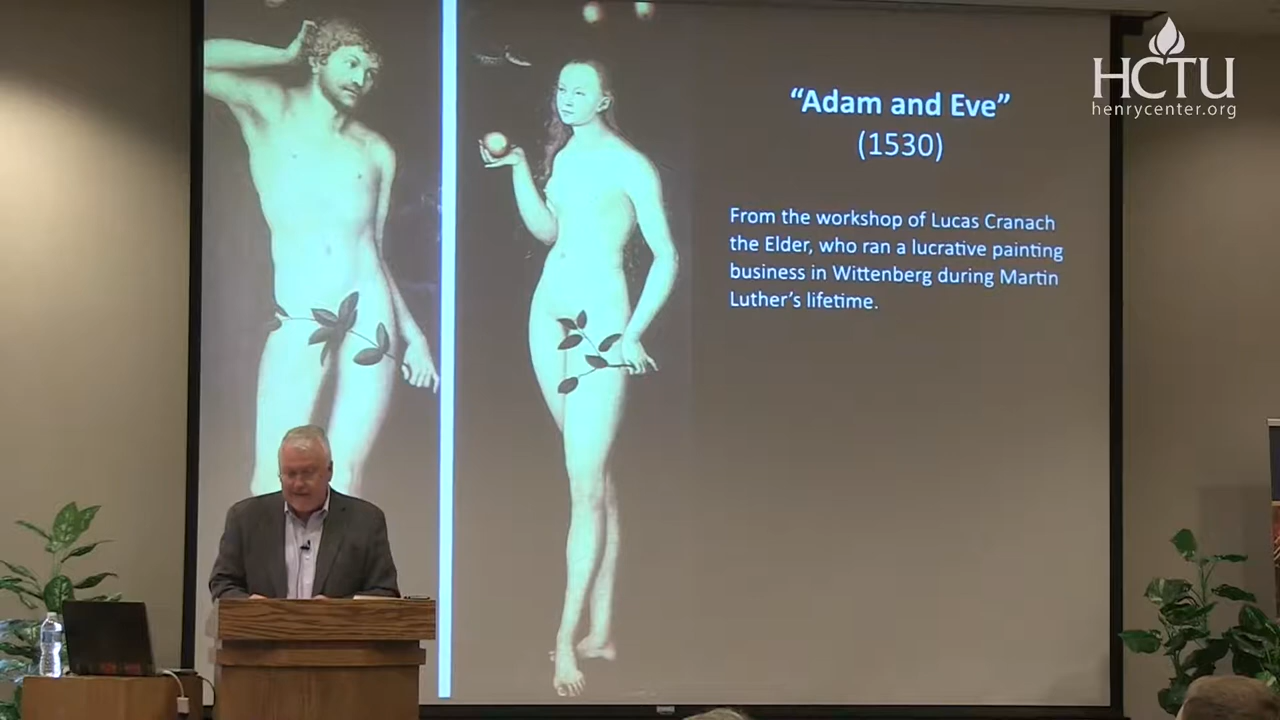 HCTU
henrycenter.org
“Adam and Eve”
(1530)
From the workshop of Lucas Cranach
the Elder, who ran a lucrative painting
business in Wittenberg during Martin
Luther’s lifetime.